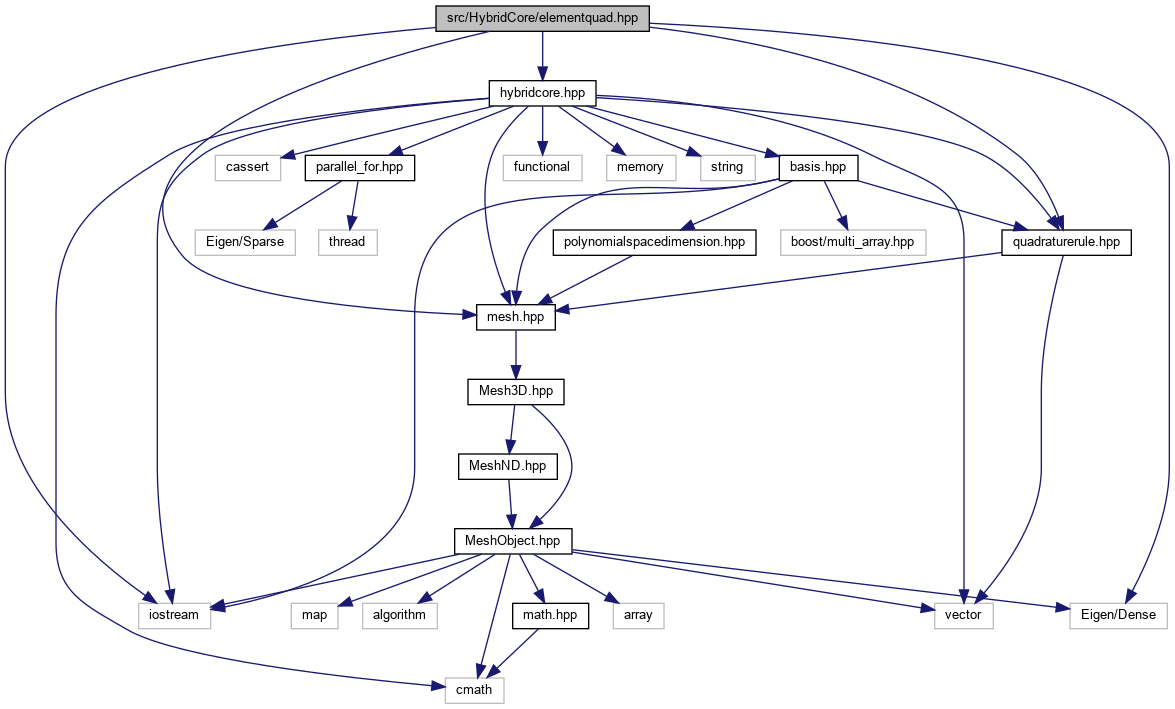 src/HybridCore/elementquad.hpp
hybridcore.hpp
cassert
parallel_for.hpp
functional
memory
string
basis.hpp
Eigen/Sparse
thread
polynomialspacedimension.hpp
boost/multi_array.hpp
quadraturerule.hpp
mesh.hpp
Mesh3D.hpp
MeshND.hpp
MeshObject.hpp
iostream
map
algorithm
math.hpp
array
vector
Eigen/Dense
cmath